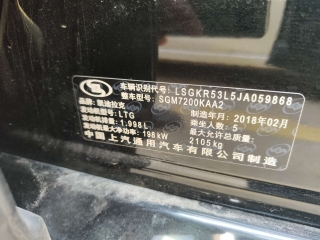 车辆识别代号: LSGKR53L5JA059868
整车型号: SGM7200KAA2
品牌: 凯迪拉克 制造年月: 2018年02月
发动机型号: LTG 乘坐人数: 5
发动机排量: 1.998L 最大允许总质量:
发动机最大净功率: 198kW 2105kg
中国上汽通用汽车有限公司制造